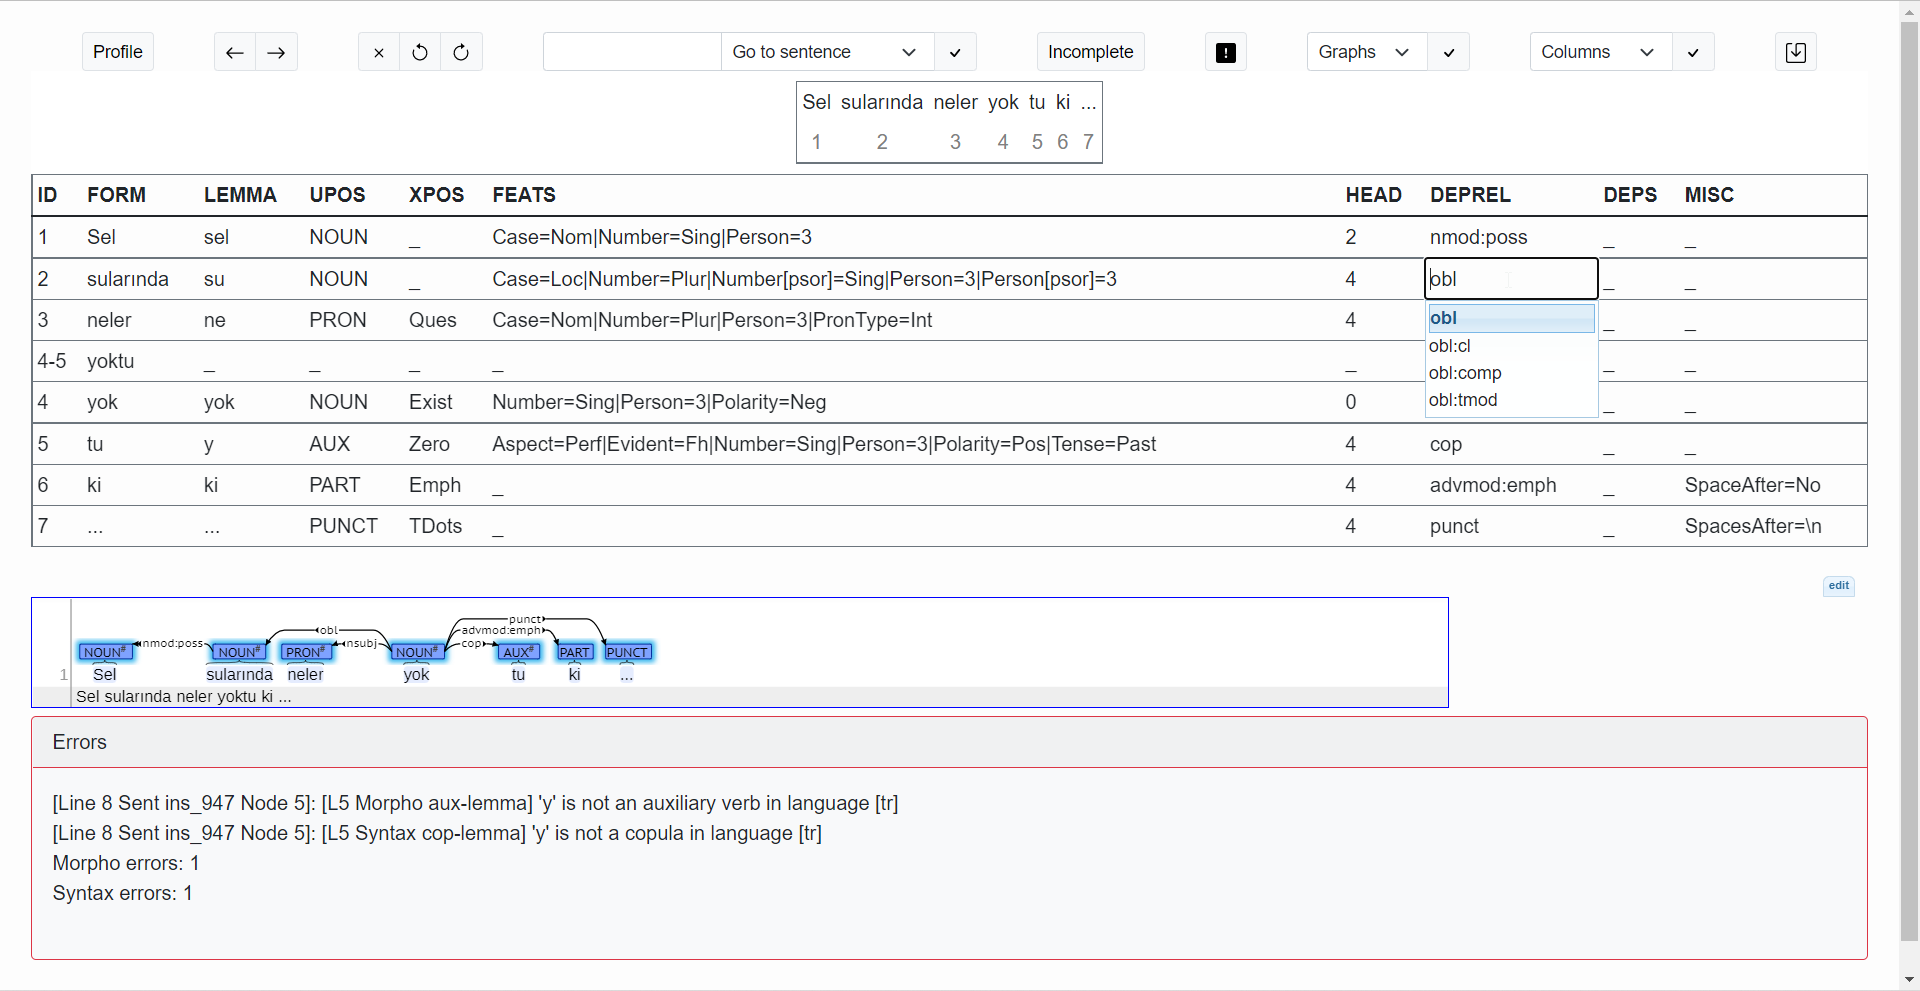 Profile Go to sentence Incomplete Graphs Columns
Sel sularında neler yok tu ki ...
1 2 3 4 5 6 7
ID FORM LEMMA UPOS XPOS FEATS HEAD DEPREL DEPS MISC
1 Sel sel NOUN _ Case=Nom|Number=Sing|Person=3 2 nmod:poss _ _
2 sularında su NOUN _ Case=Loc|Number=Plur|Number[psor]=Sing|Person=3|Person[psor]=3 4 obl _ _
3 neler ne PRON Ques Case=Nom|Number=Plur|Person=3|PronType=Int 4 obl _ _
obl:cl
4-5 yoktu _ _ _ _ _ obl:comp _ _
4 yok yok NOUN Exist Number=Sing|Person=3|Polarity=Neg 0 obl:tmod _ _
5 tu y AUX Zero Aspect=Perf|Evident=Fh|Number=Sing|Person=3|Polarity=Pos|Tense=Past 4 cop _ _
6 ki ki PART Emph _ 4 advmod:emph _ SpaceAfter=No
7 ... ... PUNCT TDots _ 4 punct _ SpacesAfter=\n
edit
punct
obl advmod:emph
nmod:poss nsubj cop
NOUN# NOUN# PRON# NOUN# AUX# PART PUNCT
1 Sel sularında neler yok tu ki ...
Sel sularında neler yoktu ki ...
Errors
[Line 8 Sent ins_947 Node 5]: [L5 Morpho aux-lemma] 'y' is not an auxiliary verb in language [tr]
[Line 8 Sent ins_947 Node 5]: [L5 Syntax cop-lemma] 'y' is not a copula in language [tr]
Morpho errors: 1
Syntax errors: 1